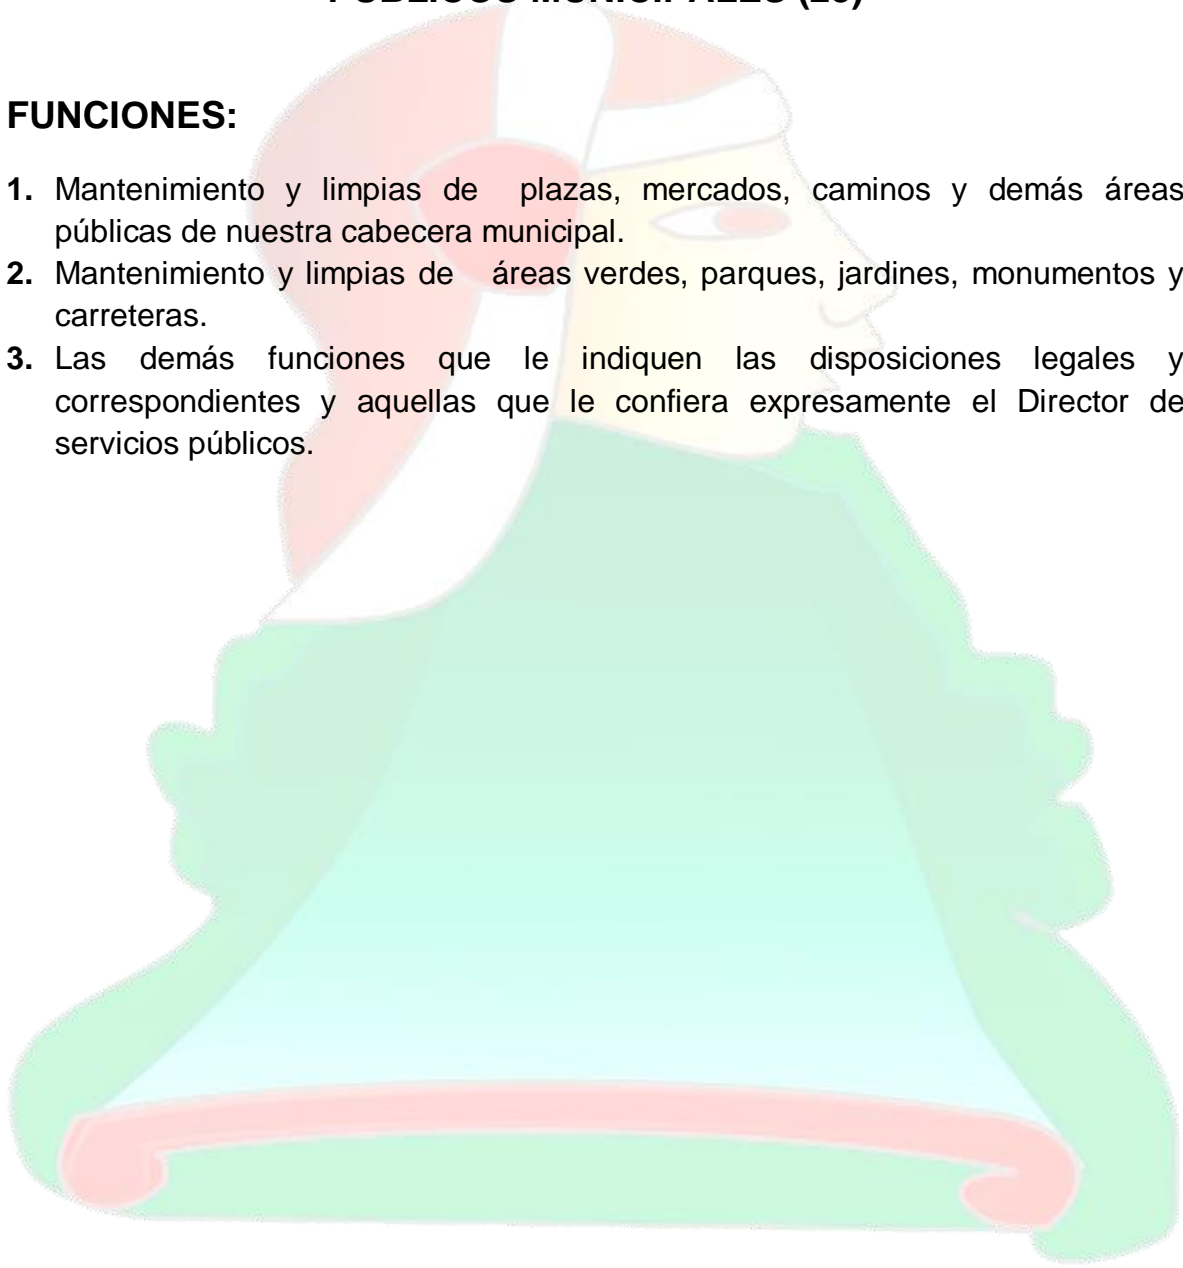 FUNCIONES:
1. Mantenimiento y limpias de plazas, mercados, caminos y demás áreas
públicas de nuestra cabecera municipal.
2. Mantenimiento y limpias de áreas verdes, parques, jardines, monumentos y
carreteras.
3. Las demás funciones que le indiquen las disposiciones legales y
correspondientes y aquellas que le confiera expresamente el Director de
servicios públicos.